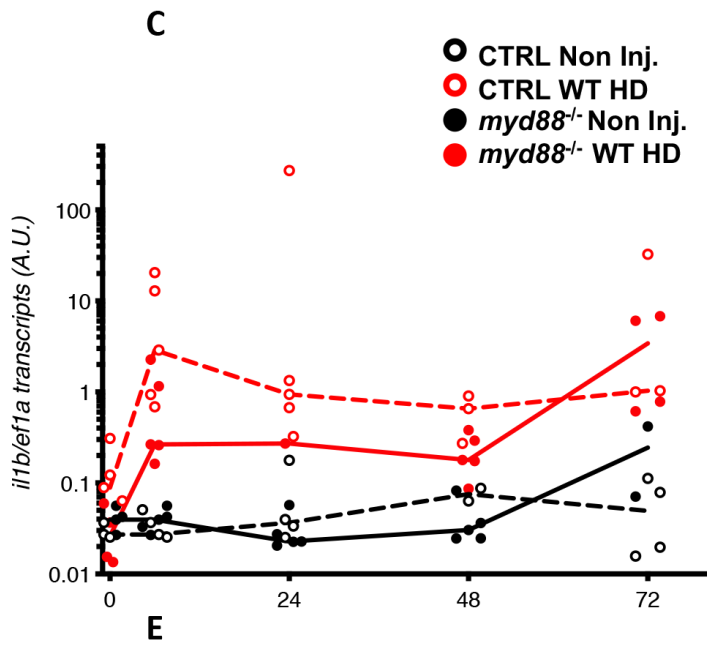 C
CTRL Non Inj.
CTRL WT HD
myd88-/- Non Inj.
myd88-/- WT HD
il1b/ef1a transcripts (A.U.)
100
10
1
0.1
0.01
0 24 48 72
E